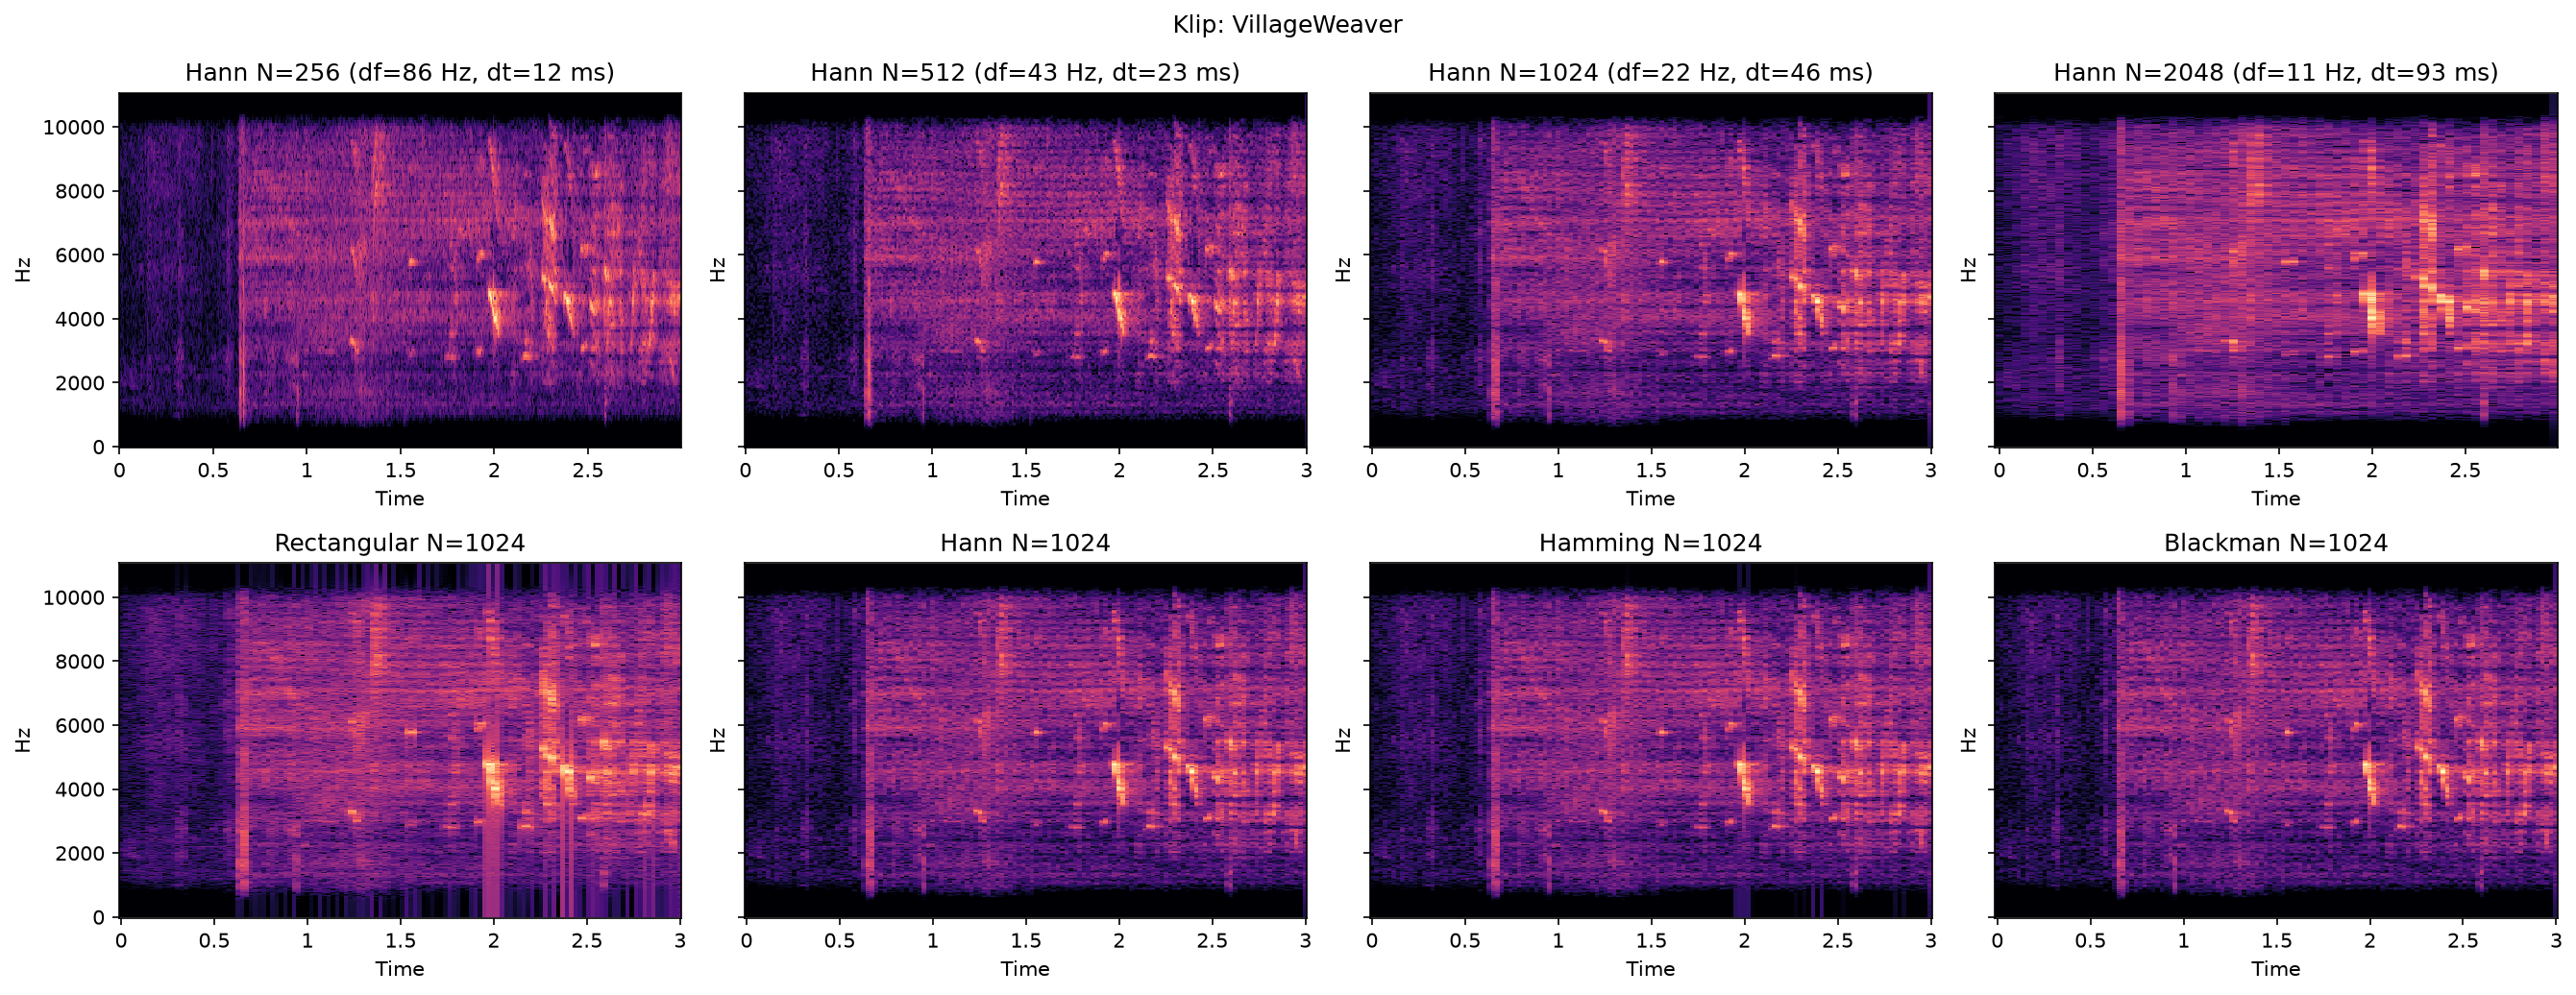 Klip: VillageWeaver
Hann N=256 (df=86 Hz, dt=12 ms)
Hann N=512 (df=43 Hz, dt=23 ms)
Hann N=1024 (df=22 Hz, dt=46 ms)
Hann N=2048 (df=11 Hz, dt=93 ms)
10000
8000
6000
4000
2000
0
Hz
Hz
Hz
Hz
0 0.5 1 1.5 2 2.5
0 0.5 1 1.5 2 2.5 3
0 0.5 1 1.5 2 2.5 3
0 0.5 1 1.5 2 2.5
Time
Time
Time
Time
Rectangular N=1024
Hann N=1024
Hamming N=1024
Blackman N=1024
10000
8000
6000
4000
2000
0
Hz
Hz
Hz
Hz
0 0.5 1 1.5 2 2.5 3
0 0.5 1 1.5 2 2.5 3
0 0.5 1 1.5 2 2.5 3
0 0.5 1 1.5 2 2.5 3
Time
Time
Time
Time